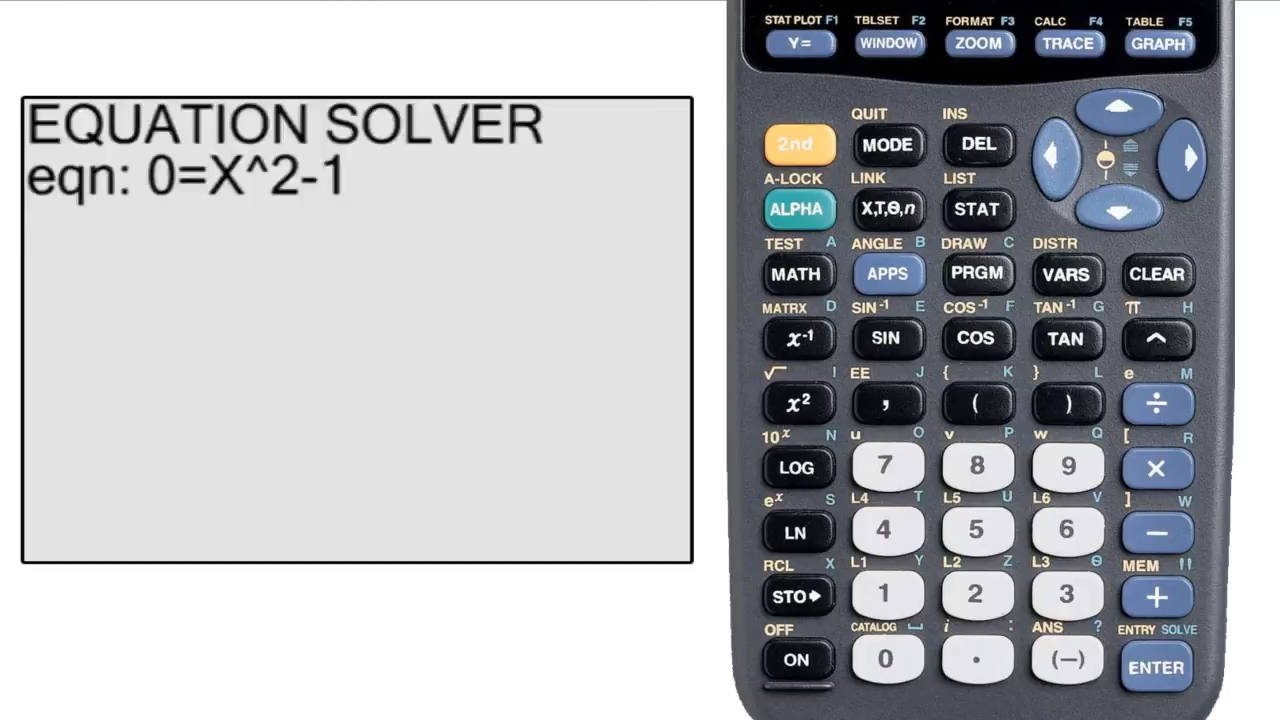 EQUATION SOLVER
eqn: 0=X^2-1
STAT PLOT F1 TBLSET F2 FORMAT F3 CALC F4 TABLE F5
Y= WINDOW ZOOM TRACE GRAPH
QUIT INS
2nd MODE DEL
A-LOCK LINK LIST
ALPHA X,T,Θ,n STAT
TEST A ANGLE B DRAW C DISTR
MATH APPS PRGM VARS CLEAR
MATRX D SIN⁻¹ E COS⁻¹ F TAN⁻¹ G π H
x⁻¹ SIN COS TAN ^
√ I EE J { K } L e M
x² , ( ) ÷
10ˣ N u O v P w Q [ R
LOG 7 8 9 ×
eˣ S L4 T L5 U L6 V ] W
LN 4 5 6 −
RCL X L1 Y L2 Z L3 Θ MEM "
STO➧ 1 2 3 +
OFF CATALOG ⎵ i : ANS ? ENTRY SOLVE
ON 0 . (−) ENTER